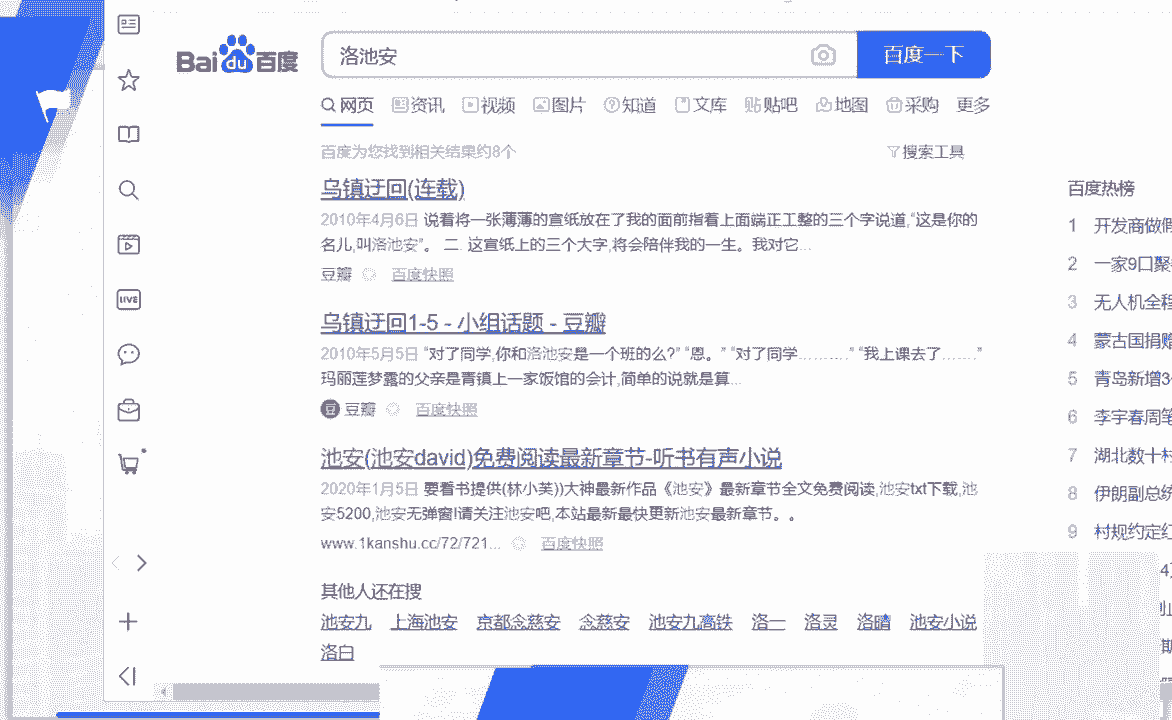 Bai du 百度
洛池安
百度一下
网页 资讯 视频 图片 知道 文库 贴吧 地图 采购 更多
百度为您找到相关结果约8个
搜索工具
乌镇迂回(连载)
2010年4月6日 说着将一张薄薄的宣纸放在了我的面前指着上面端正工整的三个字说道,“这是你的
名儿,叫洛池安”。 二. 这宣纸上的三个大字,将会陪伴我的一生。我对它...
豆瓣 百度快照
乌镇迂回1-5 - 小组话题 - 豆瓣
2010年5月5日 “对了同学,你和洛池安是一个班的么?” “恩。” “对了同学………” “我上课去了……”
玛丽莲梦露的父亲是青镇上一家饭馆的会计,简单的说就是算...
豆 豆瓣 百度快照
池安(池安david)免费阅读最新章节-听书有声小说
2020年1月5日 要看书提供(林小芙))大神最新作品《池安》最新章节全文免费阅读,池安txt下载,池
安5200,池安无弹窗!请关注池安吧,本站最新最快更新池安最新章节。。
www.1kanshu.cc/72/721... 百度快照
其他人还在搜
池安九 上海池安 京都念慈安 念慈安 池安九高铁 洛一 洛灵 洛晴 池安小说
洛白
百度热榜
1 开发商做假
2 一家9口聚
3 无人机全程
4 蒙古国捐赠
5 青岛新增3
6 李宇春周笔
7 湖北数十村
8 伊朗副总统
9 村规约定红
LIVE